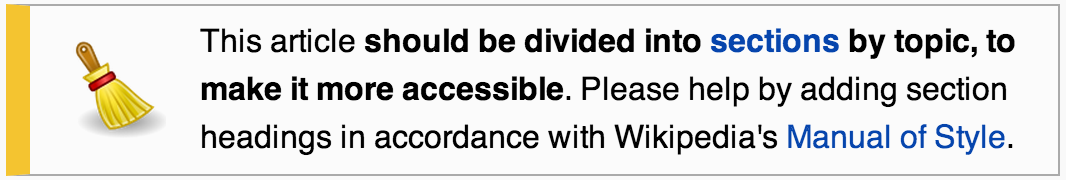 This article should be divided into sections by topic, to
make it more accessible. Please help by adding section
headings in accordance with Wikipedia's Manual of Style.